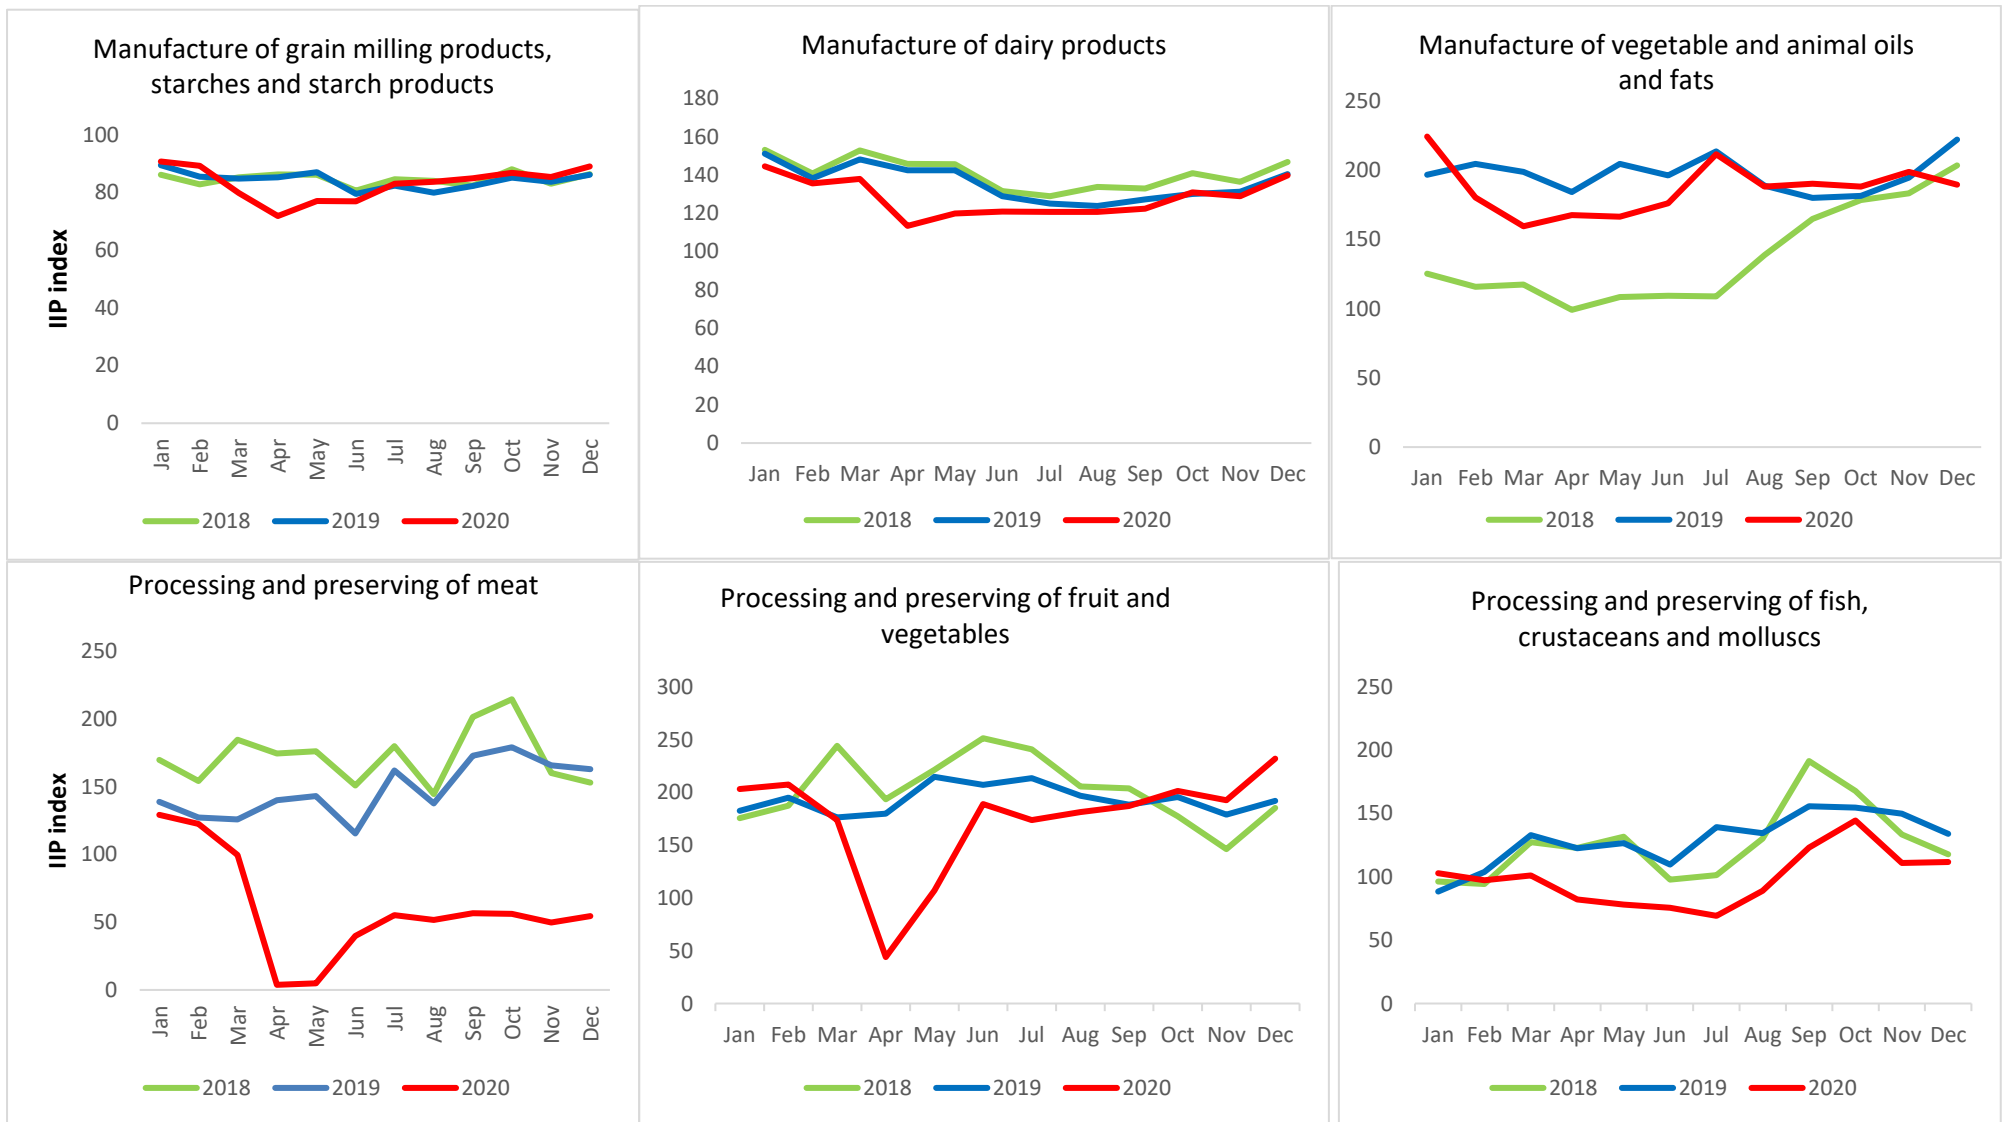 Manufacture of grain milling products,
starches and starch products
IIP index
100
80
60
40
20
0
Jan Feb Mar Apr May Jun Jul Aug Sep Oct Nov Dec
2018 2019 2020
Manufacture of dairy products
180
160
140
120
100
80
60
40
20
0
Jan Feb Mar Apr May Jun Jul Aug Sep Oct Nov Dec
2018 2019 2020
Manufacture of vegetable and animal oils
and fats
250
200
150
100
50
0
Jan Feb Mar Apr May Jun Jul Aug Sep Oct Nov Dec
2018 2019 2020
Processing and preserving of meat
IIP index
250
200
150
100
50
0
Jan Feb Mar Apr May Jun Jul Aug Sep Oct Nov Dec
2018 2019 2020
Processing and preserving of fruit and
vegetables
300
250
200
150
100
50
0
Jan Feb Mar Apr May Jun Jul Aug Sep Oct Nov Dec
2018 2019 2020
Processing and preserving of fish,
crustaceans and molluscs
250
200
150
100
50
0
Jan Feb Mar Apr May Jun Jul Aug Sep Oct Nov Dec
2018 2019 2020